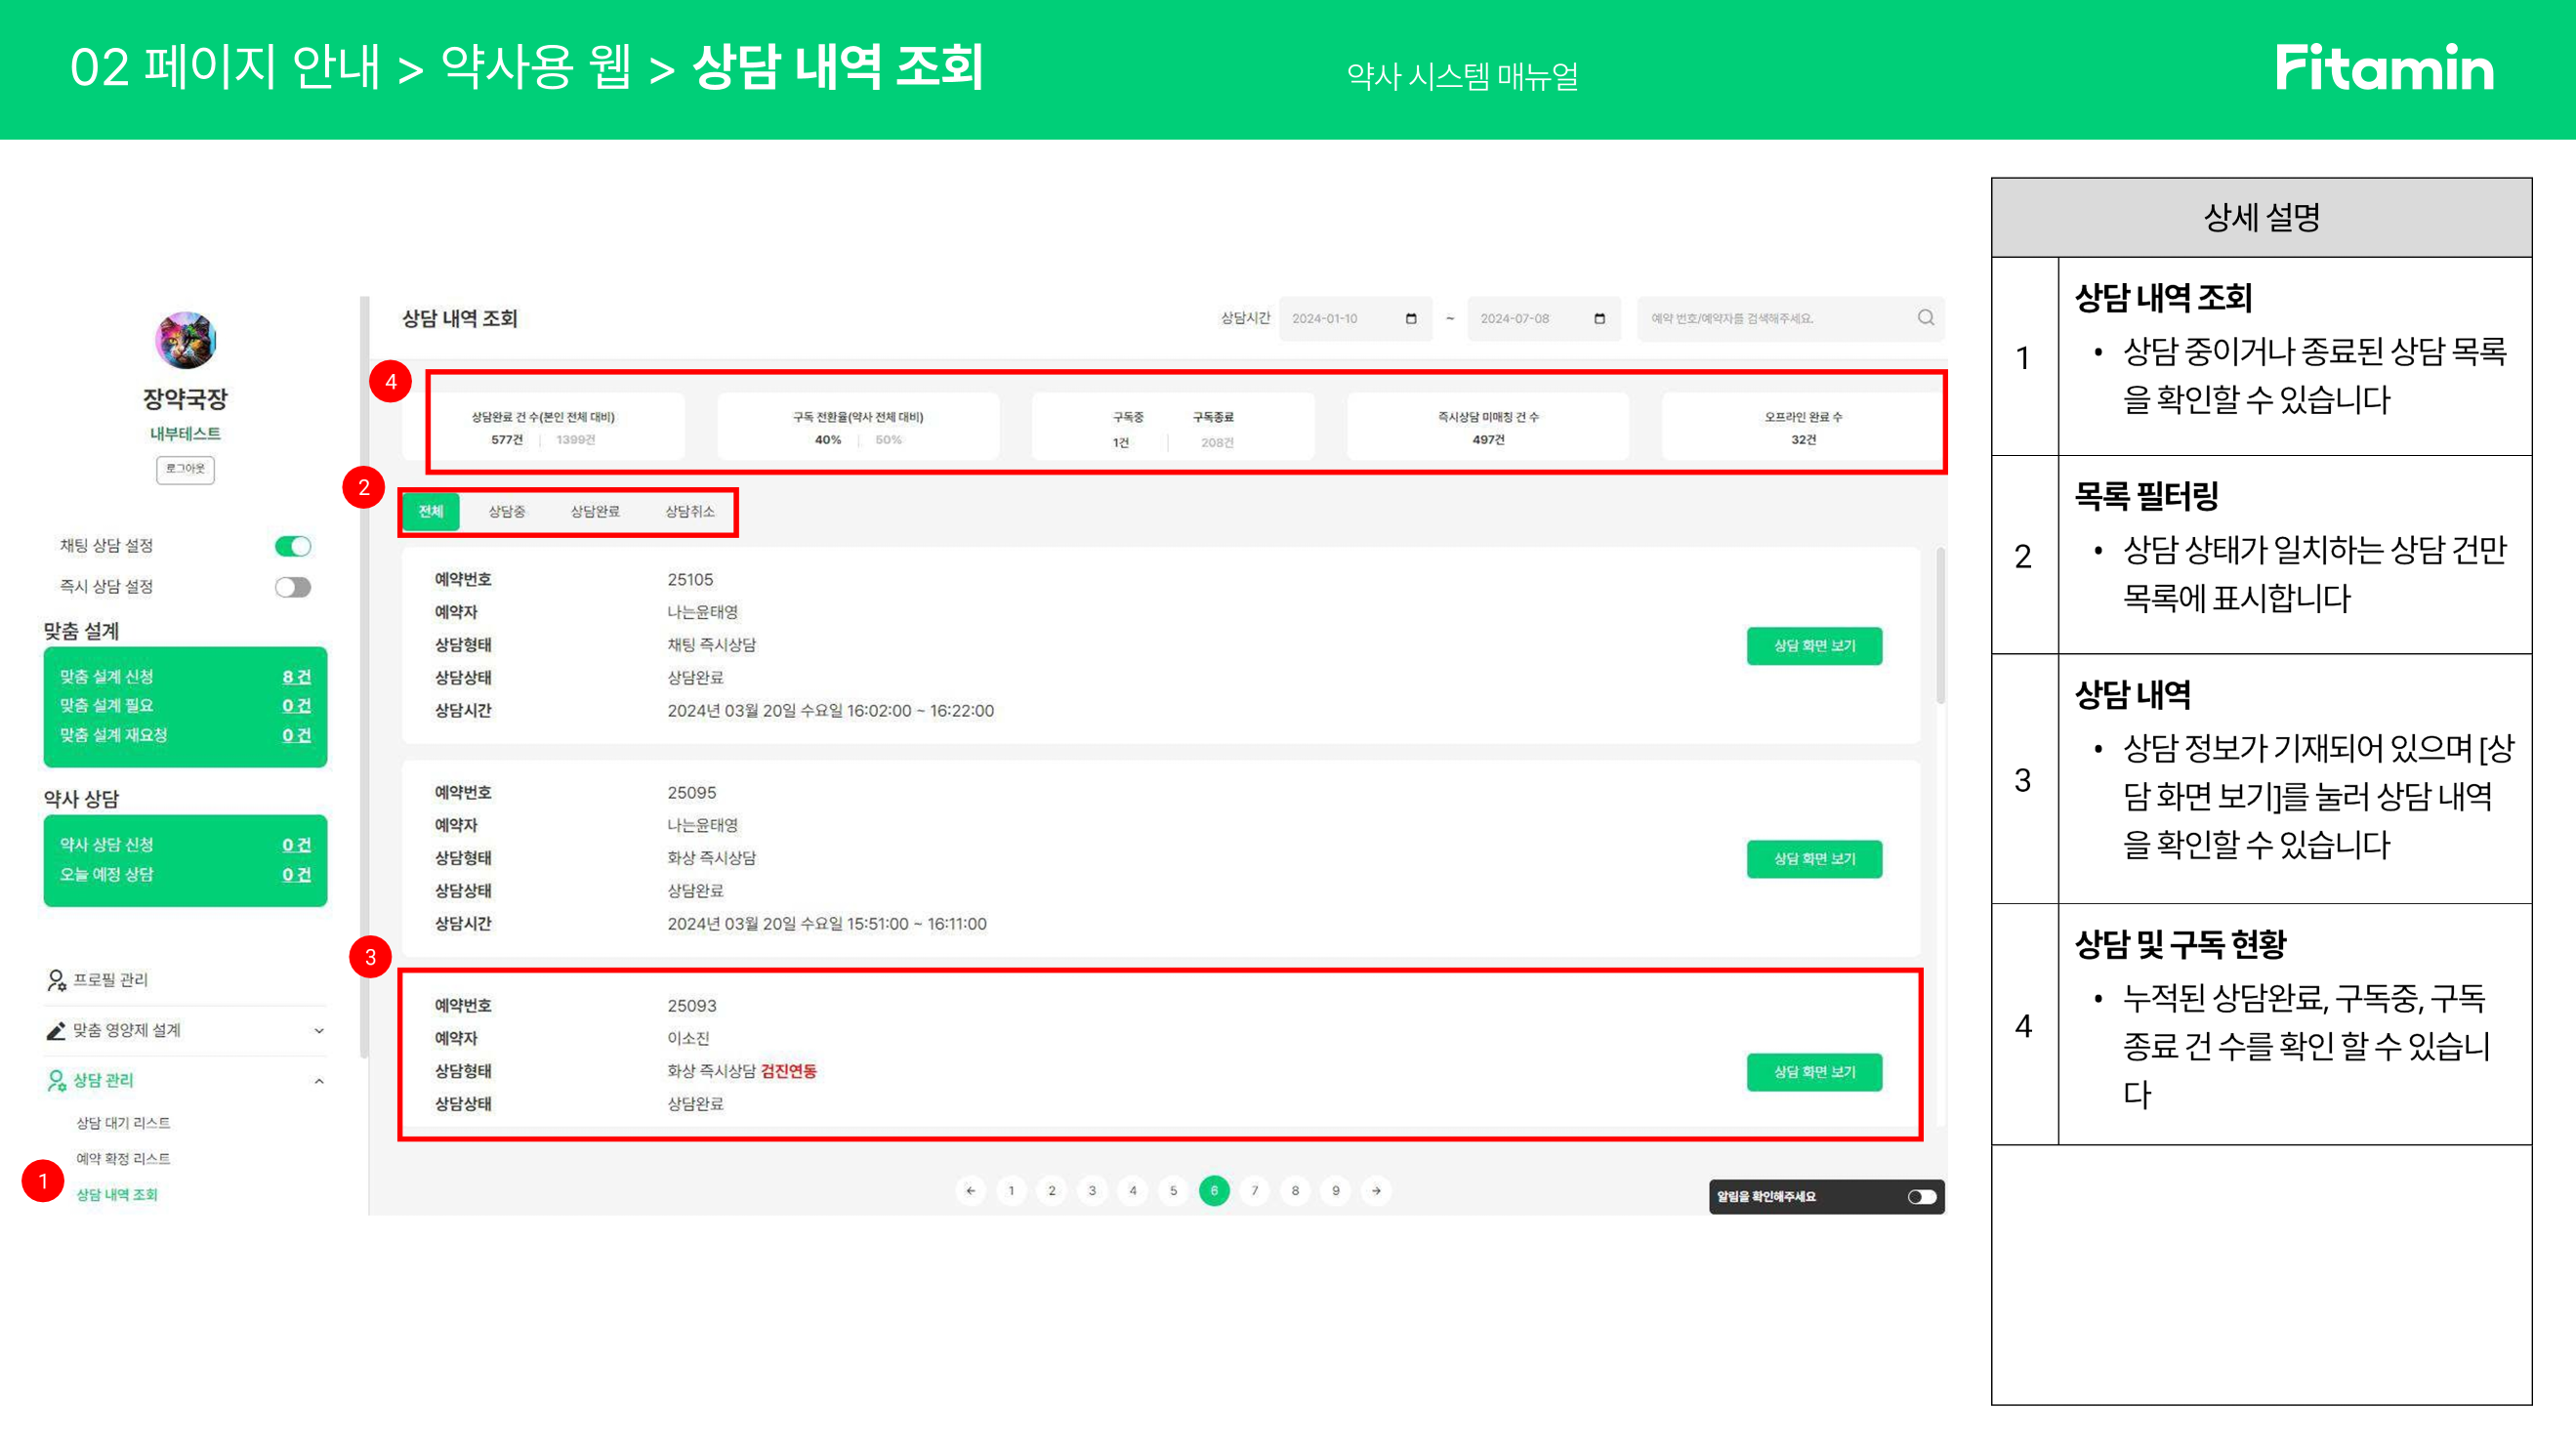 02 페이지 안내 > 약사용 웹 > 상담 내역 조회
약사 시스템 매뉴얼
Fitamin
장약국장
내부테스트
로그아웃
채팅 상담 설정
즉시 상담 설정
맞춤 설계
맞춤 설계 신청 8 건
맞춤 설계 필요 0 건
맞춤 설계 재요청 0 건
약사 상담
약사 상담 신청 0 건
오늘 예정 상담 0 건
프로필 관리
맞춤 영양제 설계
상담 관리
상담 대기 리스트
예약 확정 리스트
1
상담 내역 조회
상담 내역 조회
상담시간 2024-01-10 ~ 2024-07-08 예약 번호/예약자를 검색해주세요.
4
상담완료 건 수(본인 전체 대비)
577건 1399건
구독 전환율(약사 전체 대비)
40% 50%
구독중 구독종료
1건 208건
즉시상담 미매칭 건 수
497건
오프라인 완료 수
32건
2
전체 상담중 상담완료 상담취소
예약번호 25105
예약자 나는윤태영
상담형태 채팅 즉시상담
상담상태 상담완료
상담시간 2024년 03월 20일 수요일 16:02:00 ~ 16:22:00
상담 화면 보기
예약번호 25095
예약자 나는윤태영
상담형태 화상 즉시상담
상담상태 상담완료
상담시간 2024년 03월 20일 수요일 15:51:00 ~ 16:11:00
상담 화면 보기
3
예약번호 25093
예약자 이소진
상담형태 화상 즉시상담 검진연동
상담상태 상담완료
상담 화면 보기
← 1 2 3 4 5 6 7 8 9 →
알림을 확인해주세요
상세 설명
1
상담 내역 조회
• 상담 중이거나 종료된 상담 목록
을 확인할 수 있습니다
2
목록 필터링
• 상담 상태가 일치하는 상담 건만
목록에 표시합니다
3
상담 내역
• 상담 정보가 기재되어 있으며 [상
담 화면 보기]를 눌러 상담 내역
을 확인할 수 있습니다
4
상담 및 구독 현황
• 누적된 상담완료, 구독중, 구독
종료 건 수를 확인 할 수 있습니
다